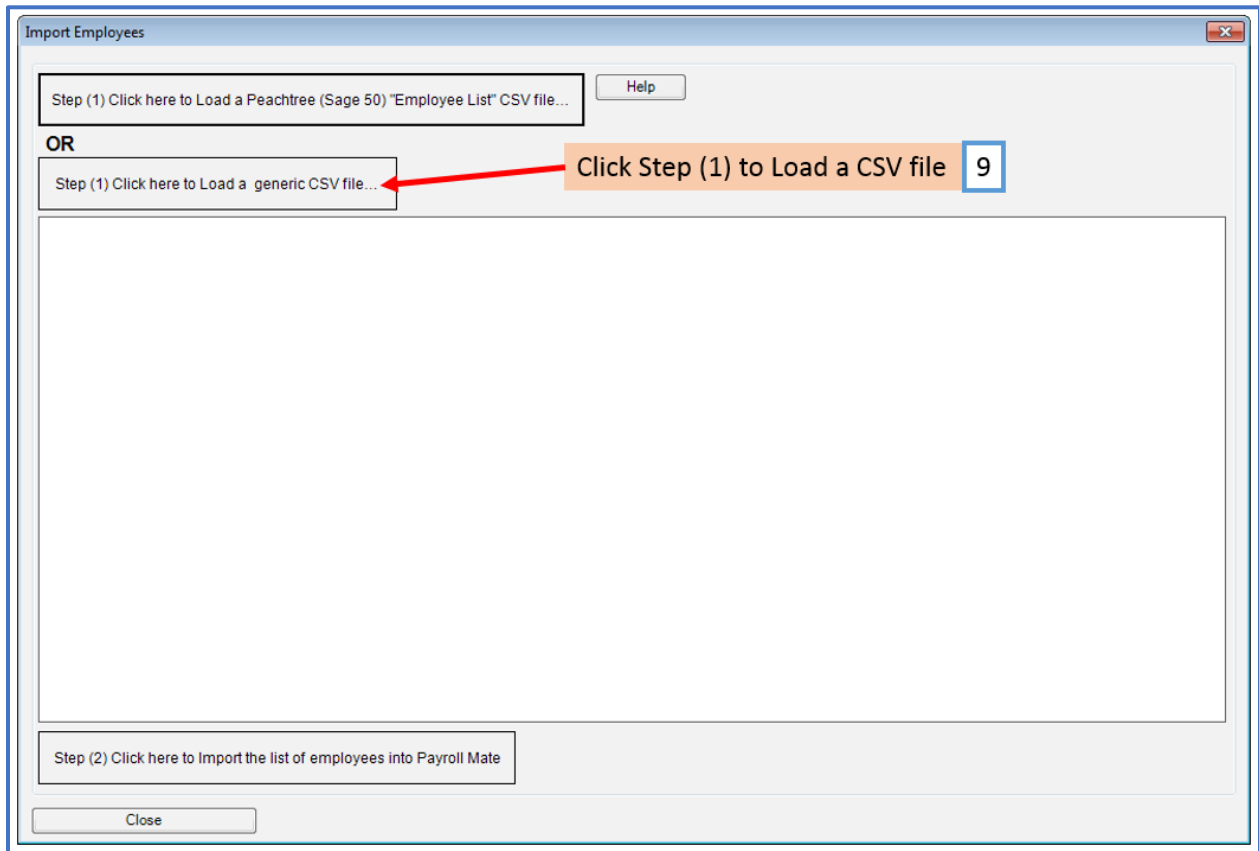 Import Employees
Step (1) Click here to Load a Peachtree (Sage 50) "Employee List" CSV file...
Help
OR
Step (1) Click here to Load a  generic CSV file...
Click Step (1) to Load a CSV file 9
Step (2) Click here to Import the list of employees into Payroll Mate
Close